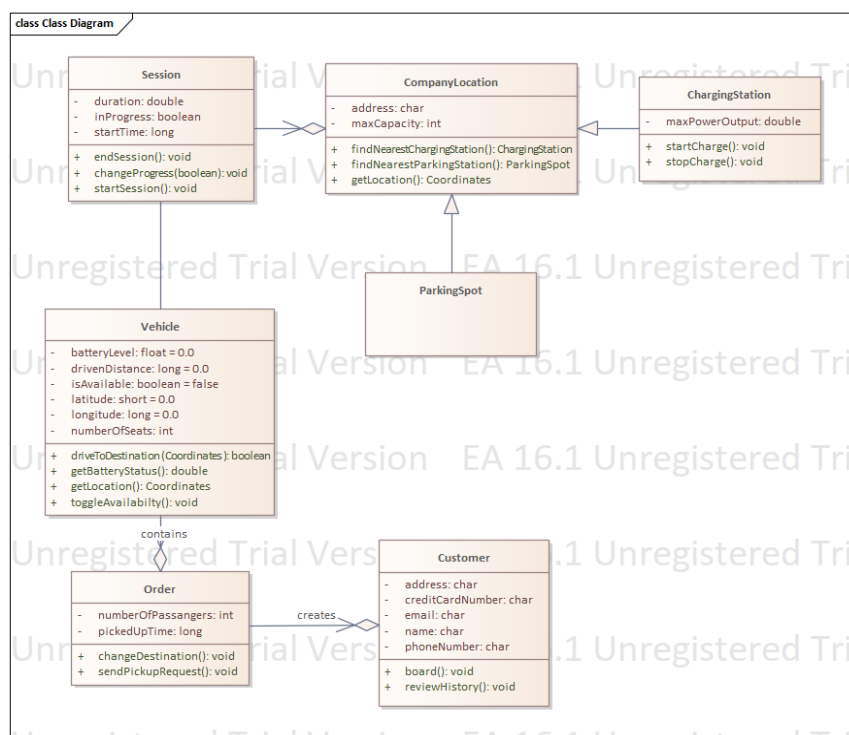 class Class Diagram
Session
- duration: double
- inProgress: boolean
- startTime: long
+ endSession(): void
+ changeProgress(boolean): void
+ startSession(): void
CompanyLocation
- address: char
- maxCapacity: int
+ findNearestChargingStation(): ChargingStation
+ findNearestParkingStation(): ParkingSpot
+ getLocation(): Coordinates
ChargingStation
- maxPowerOutput: double
+ startCharge(): void
+ stopCharge(): void
ParkingSpot
Vehicle
- batteryLevel: float = 0.0
- drivenDistance: long = 0.0
- isAvailable: boolean = false
- latitude: short = 0.0
- longitude: long = 0.0
- numberOfSeats: int
+ driveToDestination(Coordinates): boolean
+ getBatteryStatus(): double
+ getLocation(): Coordinates
+ toggleAvailabilty(): void
contains
Order
- numberOfPassangers: int
- pickedUpTime: long
+ changeDestination(): void
+ sendPickupRequest(): void
creates
Customer
- address: char
- creditCardNumber: char
- email: char
- name: char
- phoneNumber: char
+ board(): void
+ reviewHistory(): void
Unregistered Trial Version EA 16.1 Unregistered Tri